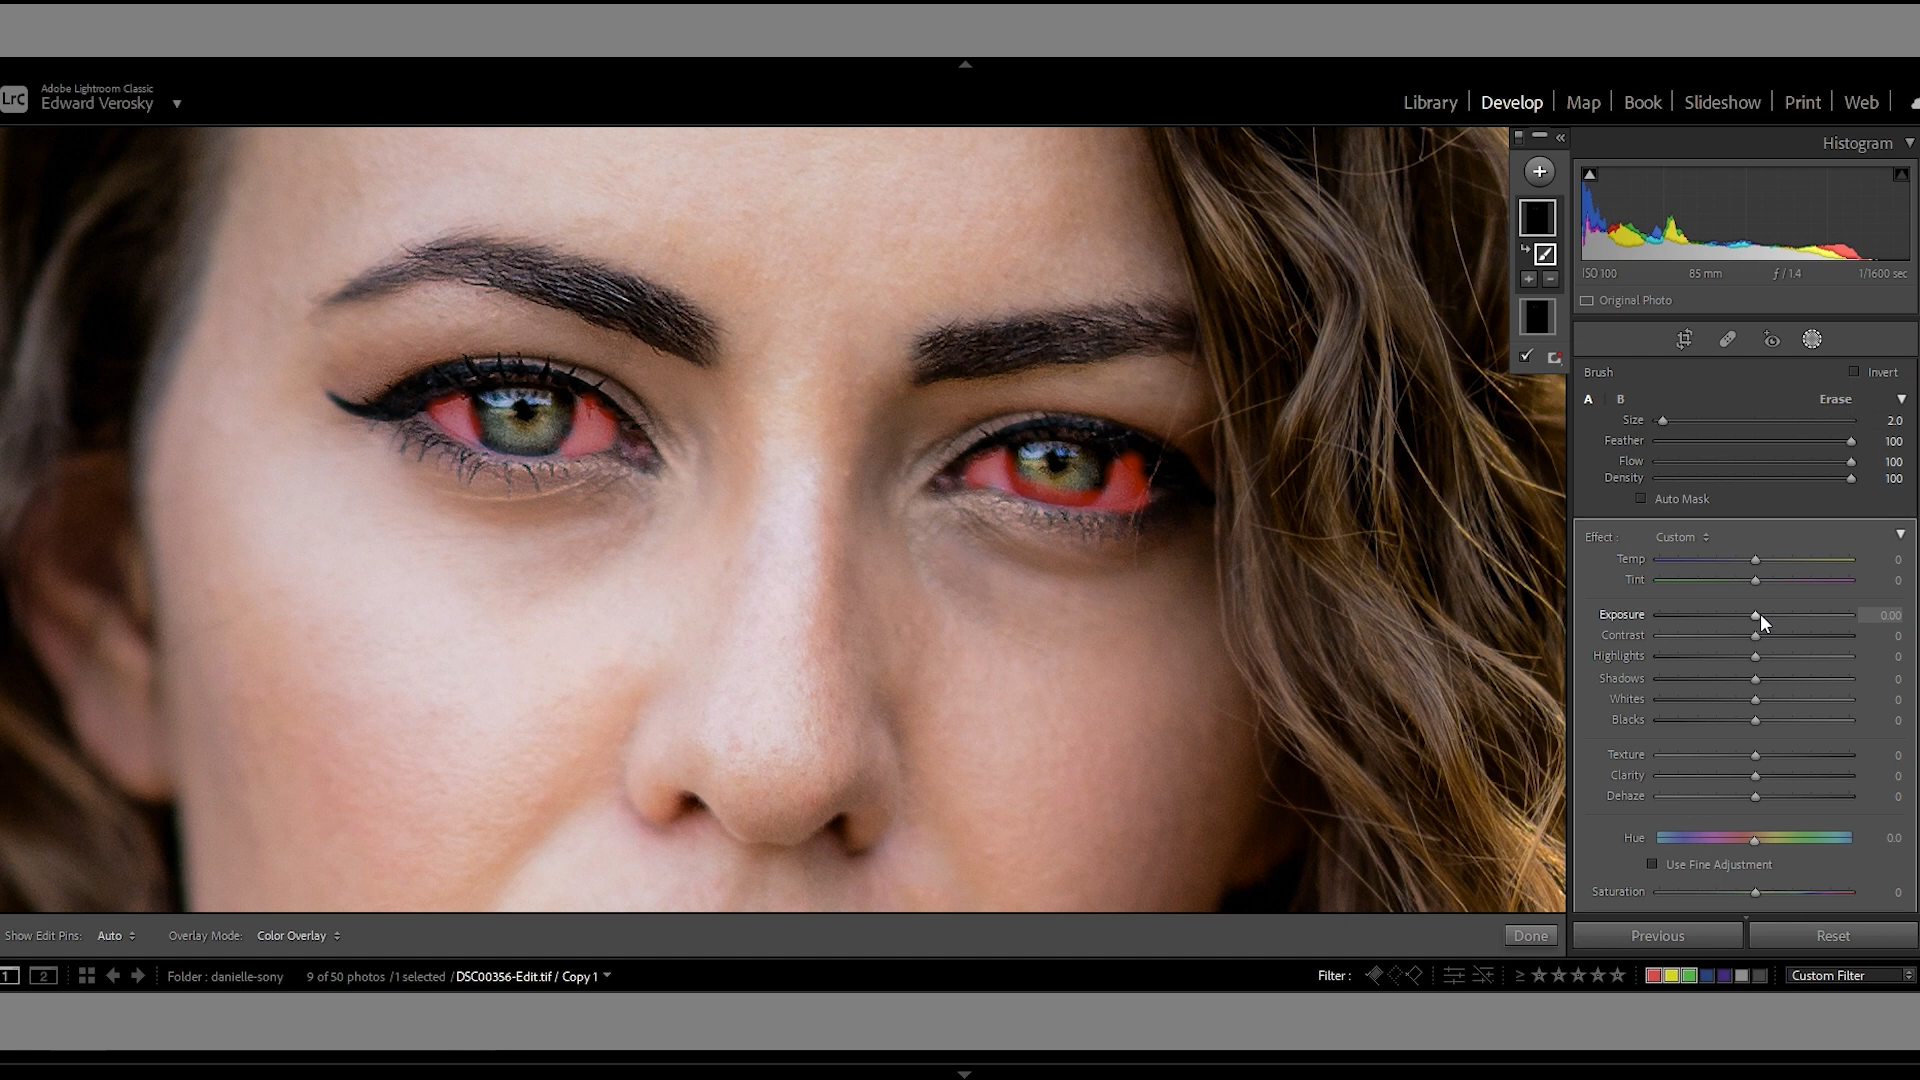 LrC
Adobe Lightroom Classic
Edward Verosky
Library | Develop | Map | Book | Slideshow | Print | Web |
Histogram
ISO 100 85 mm ƒ / 1.4 1/1600 sec
Original Photo
Brush Invert
A B Erase
Size 2.0
Feather 100
Flow 100
Density 100
Auto Mask
Effect : Custom
Temp 0
Tint 0
Exposure 0.00
Contrast 0
Highlights 0
Shadows 0
Whites 0
Blacks 0
Texture 0
Clarity 0
Dehaze 0
Hue 0.0
Use Fine Adjustment
Saturation 0
Show Edit Pins: Auto Overlay Mode: Color Overlay Done Previous Reset
1 2 Folder : danielle-sony 9 of 50 photos / 1 selected / DSC00356-Edit.tif / Copy 1 Filter : ≥ Custom Filter